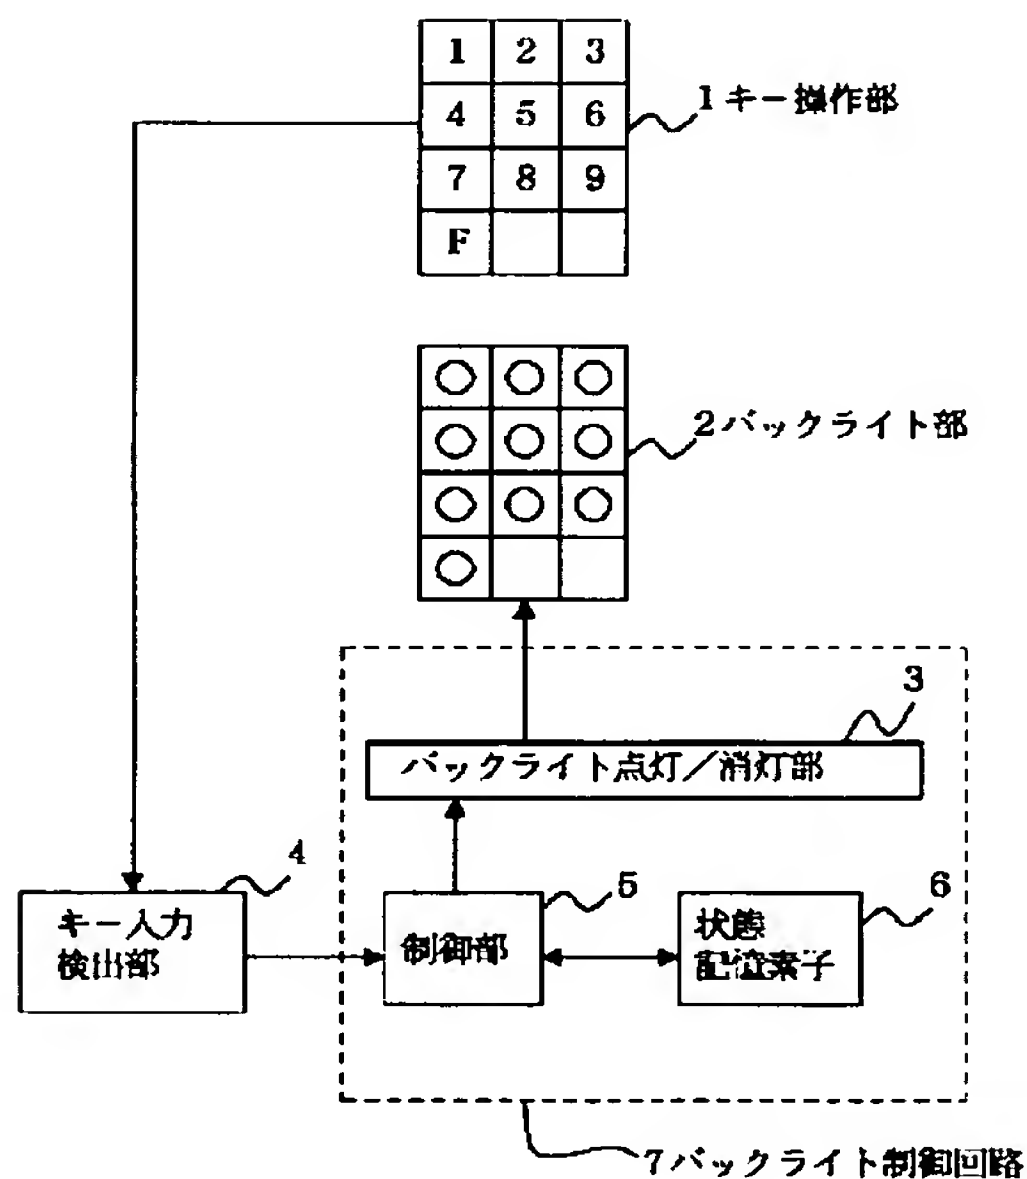 1 2 3
4 5 6
7 8 9
F
1キー操作部
2バックライト部
3
バックライト点灯/消灯部
4
キー入力
検出部
5
制御部
6
状態
記憶素子
7バックライト制御回路